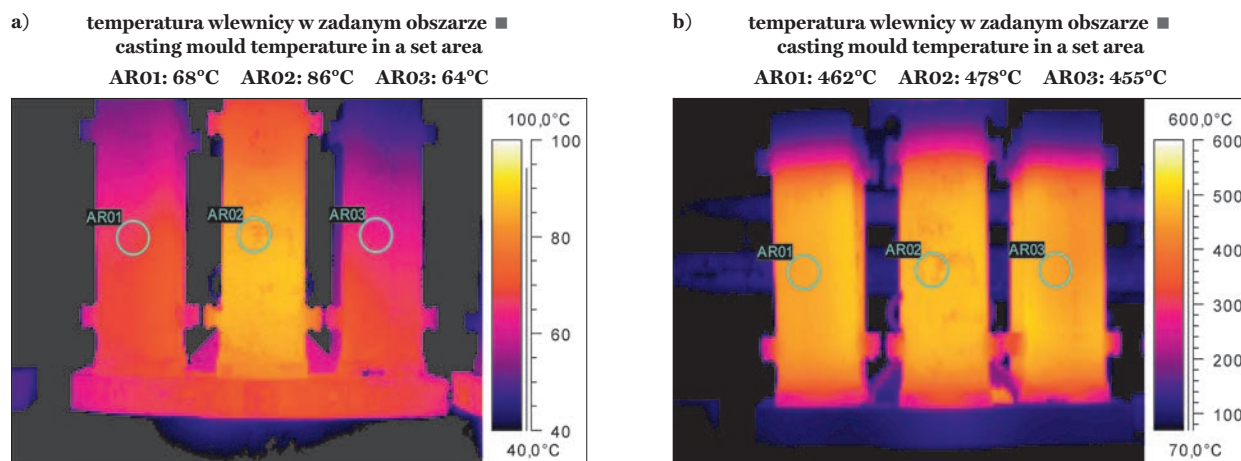 a)
temperatura wlewnicy w zadanym obszarze ■
casting mould temperature in a set area
AR01: 68°C AR02: 86°C AR03: 64°C
100,0°C
100
AR01
AR02
AR03
80
60
40
40,0°C
b)
temperatura wlewnicy w zadanym obszarze ■
casting mould temperature in a set area
AR01: 462°C AR02: 478°C AR03: 455°C
600,0°C
600
500
400
AR01
AR02
AR03
300
200
100
70,0°C